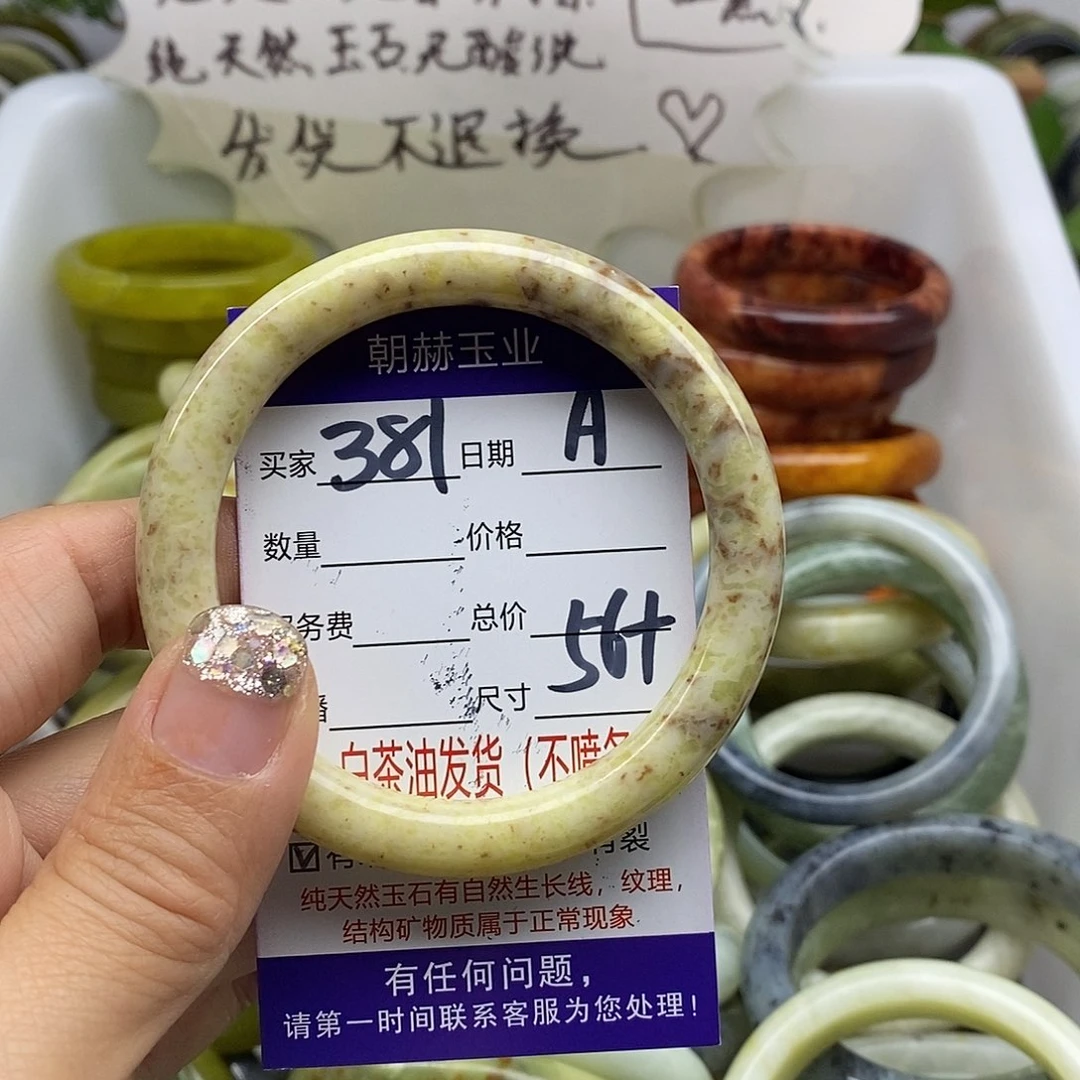 纯天然玉石无酸洗
发货不退换
朝赫玉业
买家 381 日期 A
数量 价格
务费 总价
尺寸 56+
白茶油发货（不喷
有 裂
纯天然玉石有自然生长线，纹理，
结构矿物质属于正常现象
有任何问题，
请第一时间联系客服为您处理！